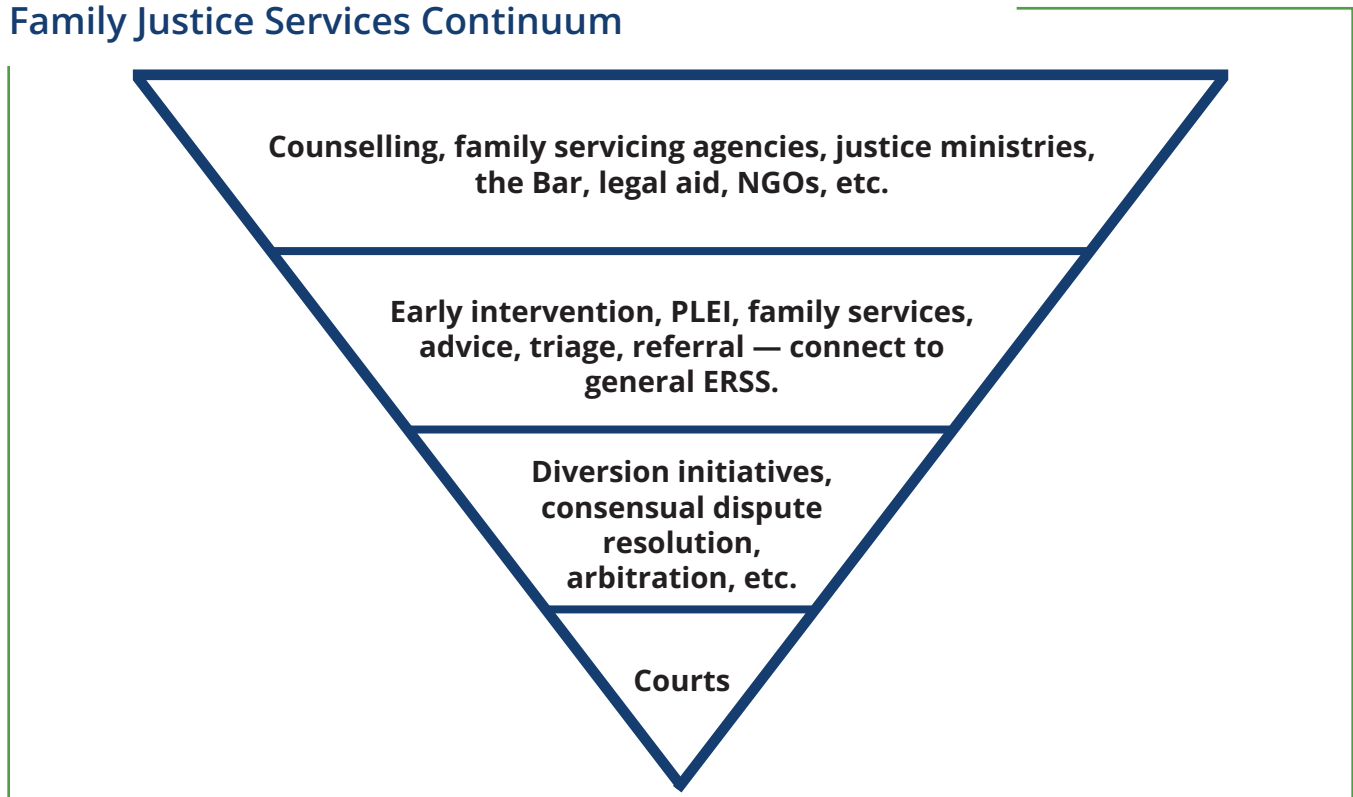 Family Justice Services Continuum
Counselling, family servicing agencies, justice ministries,
the Bar, legal aid, NGOs, etc.
Early intervention, PLEI, family services,
advice, triage, referral — connect to
general ERSS.
Diversion initiatives,
consensual dispute
resolution,
arbitration, etc.
Courts